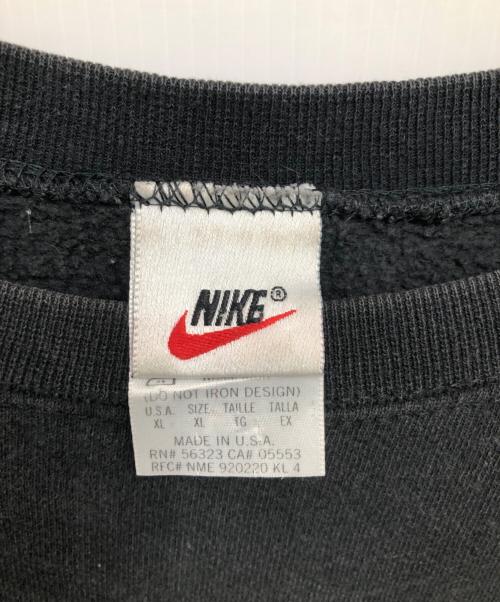 NIKE®
(DO NOT IRON DESIGN)
U.S.A. SIZE TAILLE TALLA
XL XL TG EX
MADE IN U.S.A.
RN# 56323 CA# 05553
RFC# NME 920220 KL 4